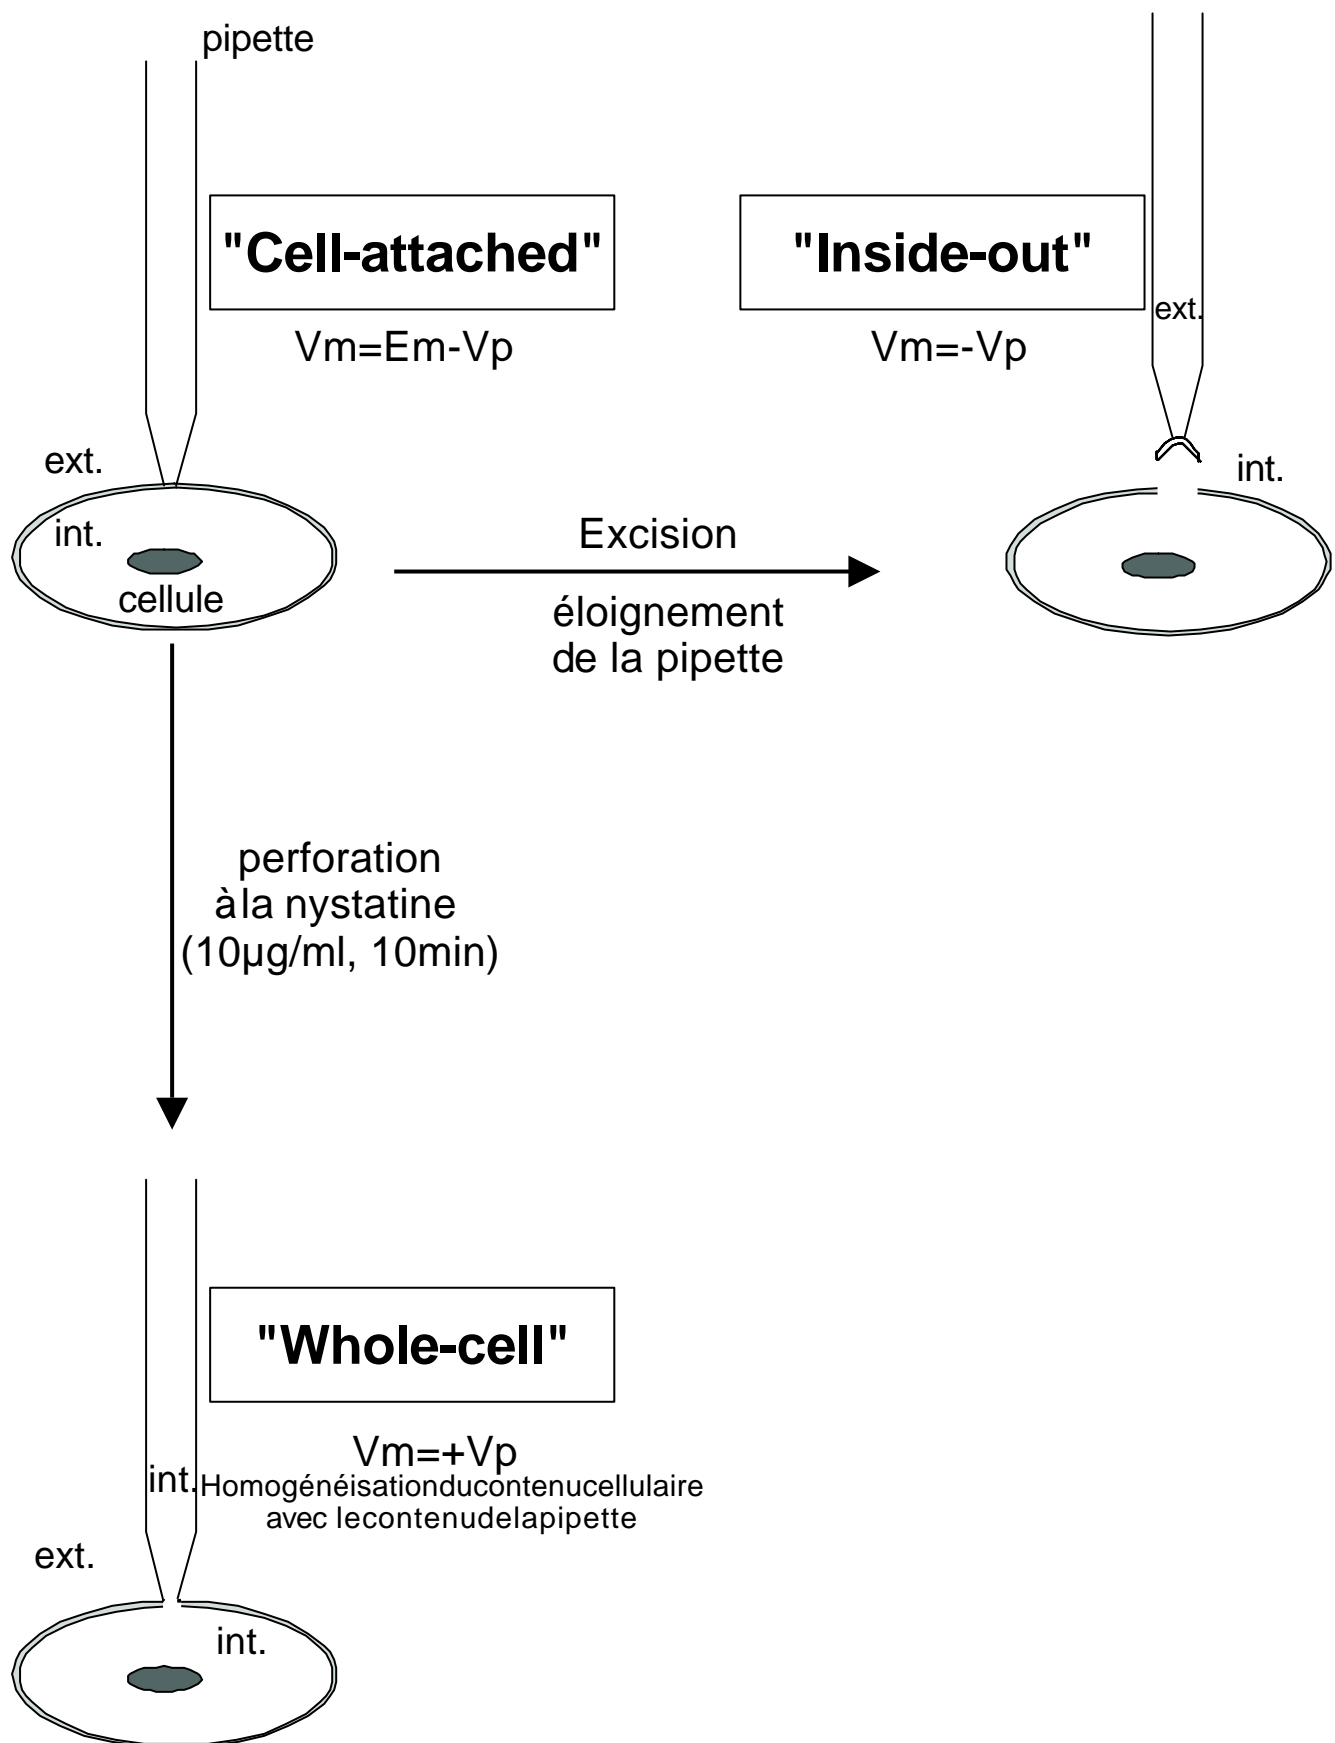 pipette
"Cell-attached"
Vm=Em-Vp
ext.
int.
cellule
Excision
éloignement
de la pipette
"Inside-out"
Vm=-Vp
ext.
int.
perforation
àla nystatine
(10µg/ml, 10min)
"Whole-cell"
Vm=+Vp
int.
Homogénéisationducontenucellulaire
avec lecontenudelapipette
ext.
int.